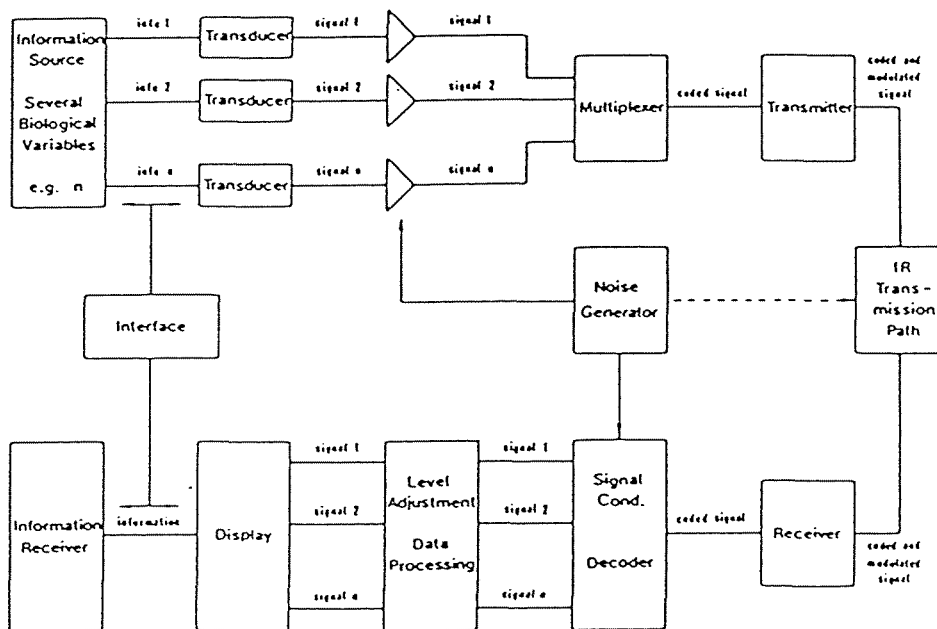 info 1
signal 1
signal 1
Information
Source
Transducer
coded and
modulated
signal
info 2
signal 2
signal 2
coded signal
Several
Biological
Variables
Transducer
Multiplexer
Transmitter
info n
signal n
signal n
e.g. n
Transducer
Noise
Generator
IR
Trans-
mission
Path
Interface
signal 1
signal 1
Level
Adjustment
Signal
Cond.
information
signal 2
signal 2
coded signal
Information
Receiver
Display
Data
Processing
Decoder
Receiver
coded and
modulated
signal
signal n
signal n